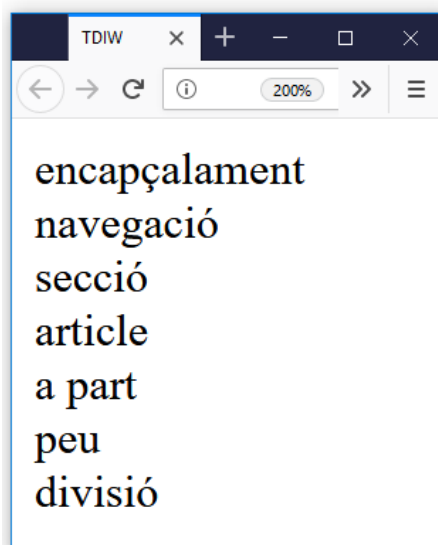 TDIW
200%
encapçalament
navegació
secció
article
a part
peu
divisió